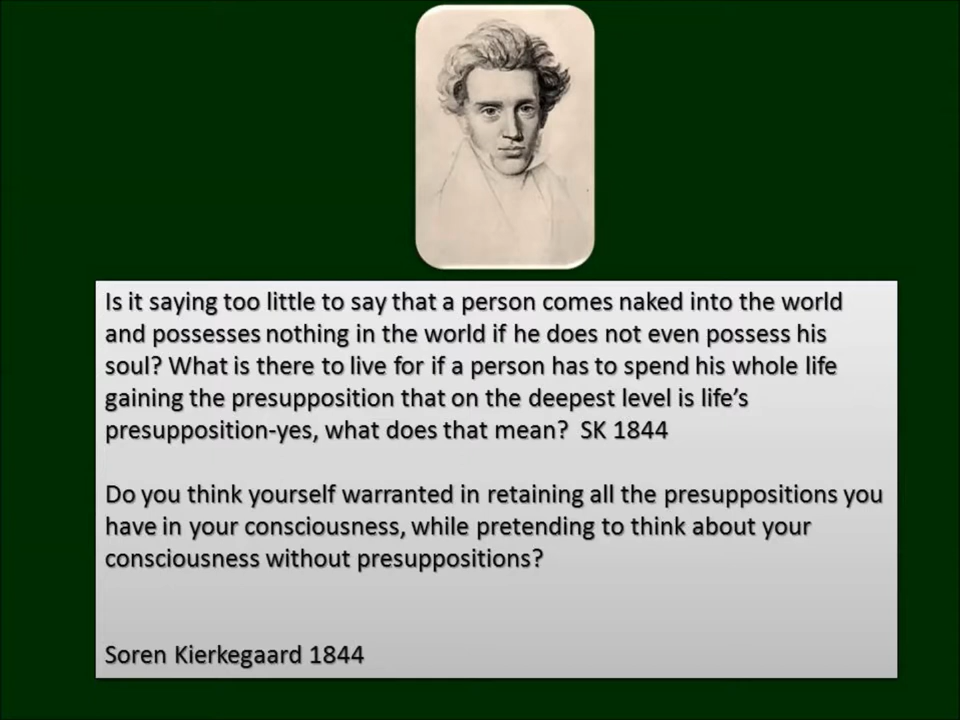 Is it saying too little to say that a person comes naked into the world
and possesses nothing in the world if he does not even possess his
soul? What is there to live for if a person has to spend his whole life
gaining the presupposition that on the deepest level is life’s
presupposition-yes, what does that mean?  SK 1844
Do you think yourself warranted in retaining all the presuppositions you
have in your consciousness, while pretending to think about your
consciousness without presuppositions?
Soren Kierkegaard 1844